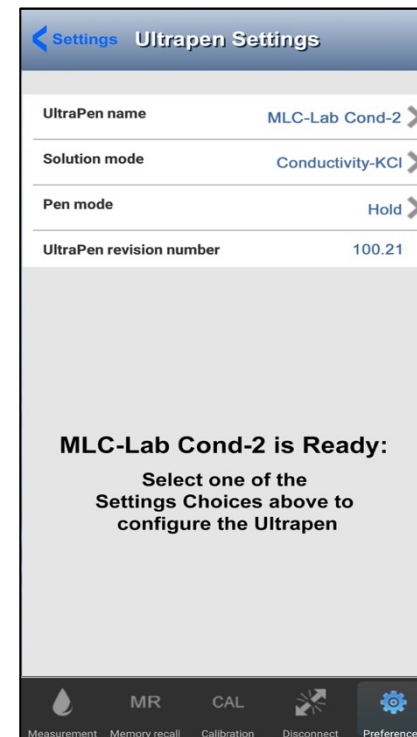 Settings Ultrapen Settings
UltraPen name MLC-Lab Cond-2
Solution mode Conductivity-KCl
Pen mode Hold
UltraPen revision number 100.21
MLC-Lab Cond-2 is Ready:
Select one of the
Settings Choices above to
configure the Ultrapen
MR CAL
Measurement Memory recall Calibration Disconnect Preference